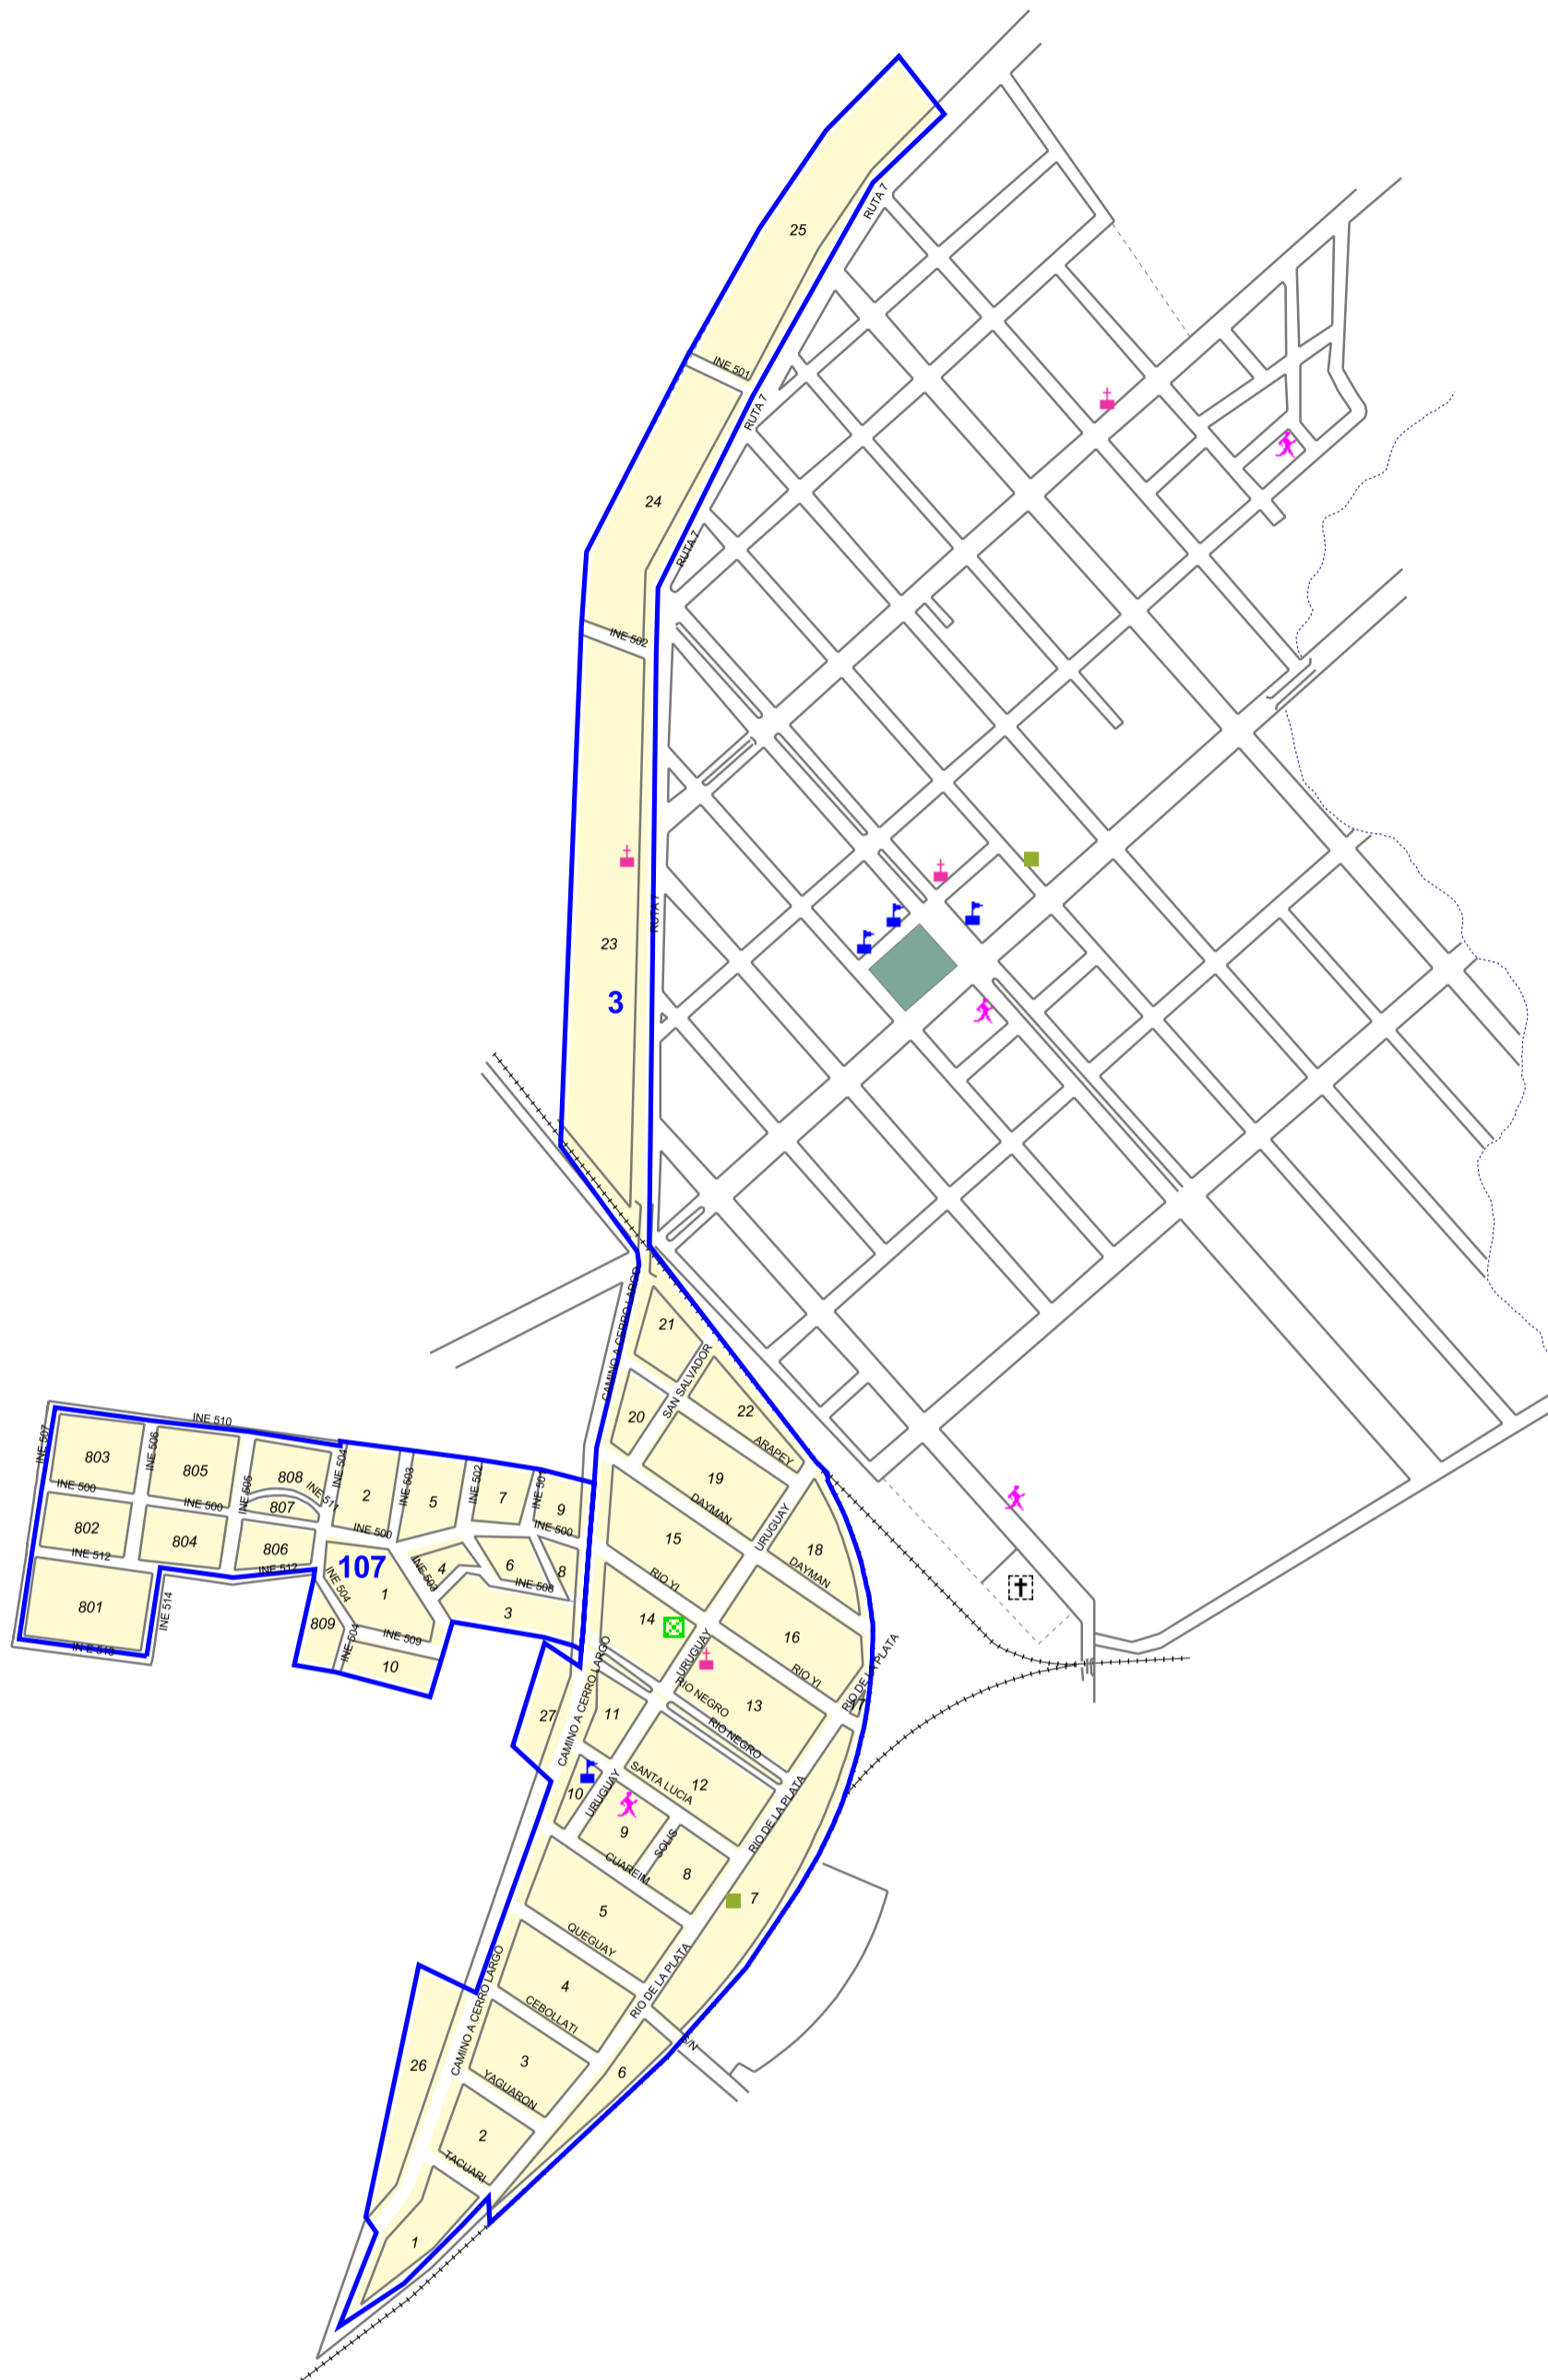 RUTA 7
25
INE 501
RUTA 7
24
RUTA 7
INE 502
RUTA 7
23
3
CAMINO A CERRO LARGO
21
SAN SALVADOR
20
22
ARAPEY
19
DAYMAN
URUGUAY
15
18
DAYMAN
RIO YI
14
16
URUGUAY
RIO YI
RIO DE LA PLATA
17
RIO NEGRO
13
RIO NEGRO
CAMINO A CERRO LARGO
27
11
12
SANTA LUCIA
10
URUGUAY
RIO DE LA PLATA
9
SOLIS
8
CUAREIM
7
5
QUEGUAY
RIO DE LA PLATA
4
CEBOLLATI
CAMINO A CERRO LARGO
S/N
3
6
YAGUARON
26
2
TACUARI
1
INE 510
INE 507
803
INE 506
805
808
INE 504
INE 503
INE 502
INE 501
INE 500
INE 500
INE 505
807
INE 511
2
5
7
9
802
804
806
INE 500
INE 500
INE 512
INE 512
107
INE 504
1
INE 503
4
6
8
INE 508
3
801
INE 514
INE 513
809
INE 504
INE 509
10